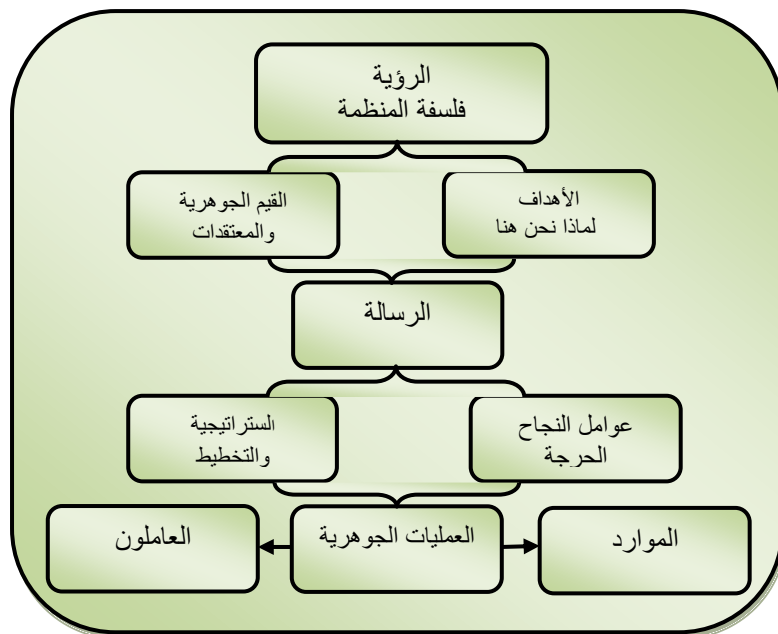 الرؤية
فلسفة المنظمة
الأهداف
لماذا نحن هنا
القيم الجوهرية
والمعتقدات
الرسالة
عوامل النجاح
الحرجة
الستراتيجية
والتخطيط
الموارد
العمليات الجوهرية
العاملون